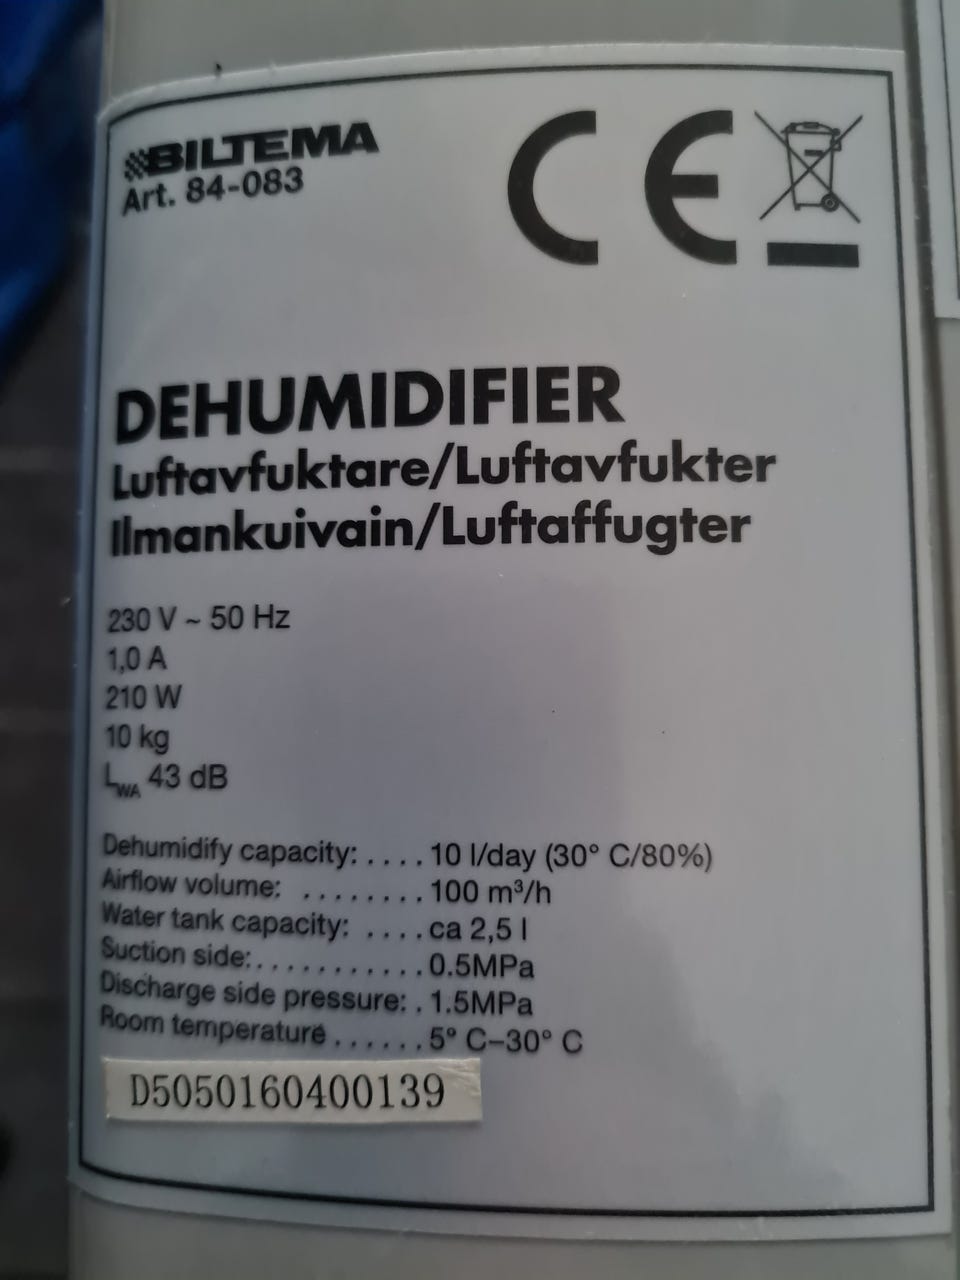 BILTEMA
Art. 84-083
CE
DEHUMIDIFIER
Luftavfuktare/Luftavfukter
Ilmankuivain/Luftaffugter
230 V ~ 50 Hz
1,0 A
210 W
10 kg
LWA 43 dB
Dehumidify capacity: .... 10 l/day (30° C/80%)
Airflow volume: ........ 100 m³/h
Water tank capacity: .... ca 2,5 l
Suction side:........... 0.5MPa
Discharge side pressure: . 1.5MPa
Room temperature ...... 5° C–30° C
D5050160400139